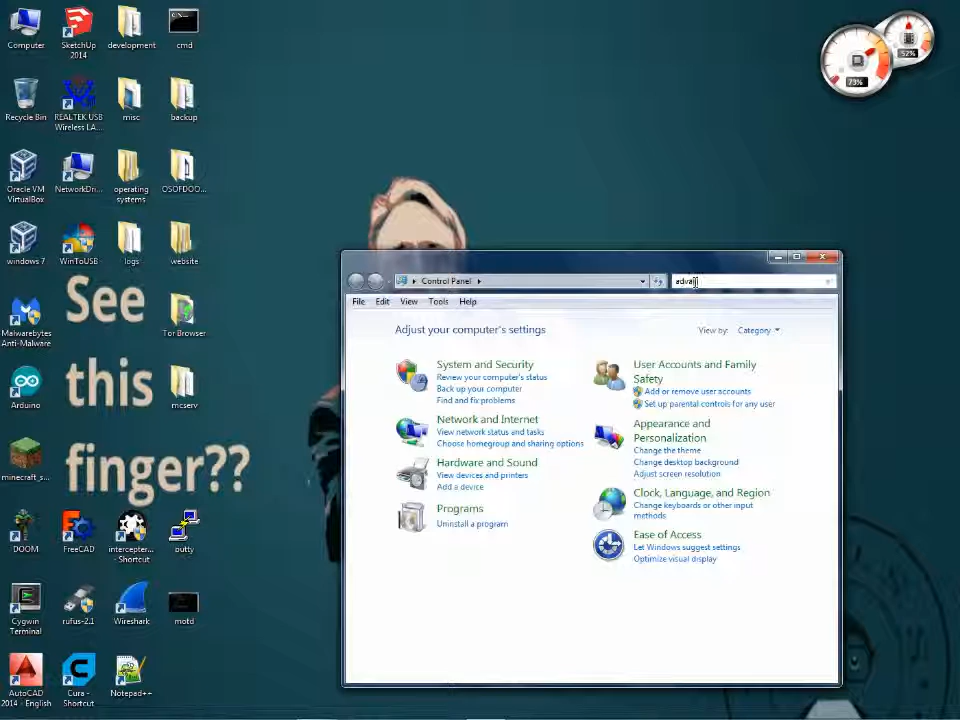 Computer
SketchUp
2014
development
cmd
Recycle Bin
REALTEK USB
Wireless LA...
misc
backup
Oracle VM
VirtualBox
NetworkDri...
operating
systems
OSOFDOO...
windows 7
WinToUSB
logs
website
See
this
finger??
Malwarebytes
Anti-Malware
Tor Browser
Arduino
mcserv
minecraft_s...
DOOM
FreeCAD
intercepter...
- Shortcut
putty
Cygwin
Terminal
rufus-2.1
Wireshark
motd
AutoCAD
2014 - English
Cura -
Shortcut
Notepad++
52%
73%
Control Panel
adva
File Edit View Tools Help
Adjust your computer's settings
View by: Category
System and Security
Review your computer's status
Back up your computer
Find and fix problems
Network and Internet
View network status and tasks
Choose homegroup and sharing options
Hardware and Sound
View devices and printers
Add a device
Programs
Uninstall a program
User Accounts and Family
Safety
Add or remove user accounts
Set up parental controls for any user
Appearance and
Personalization
Change the theme
Change desktop background
Adjust screen resolution
Clock, Language, and Region
Change keyboards or other input
methods
Ease of Access
Let Windows suggest settings
Optimize visual display